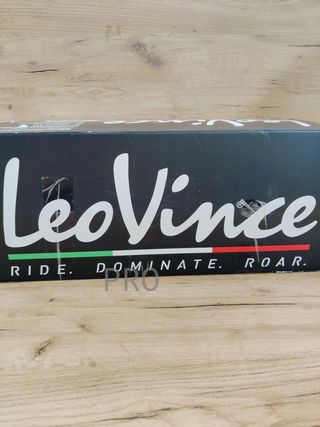 LeoVince
RIDE. DOMINATE. ROAR.
PRO